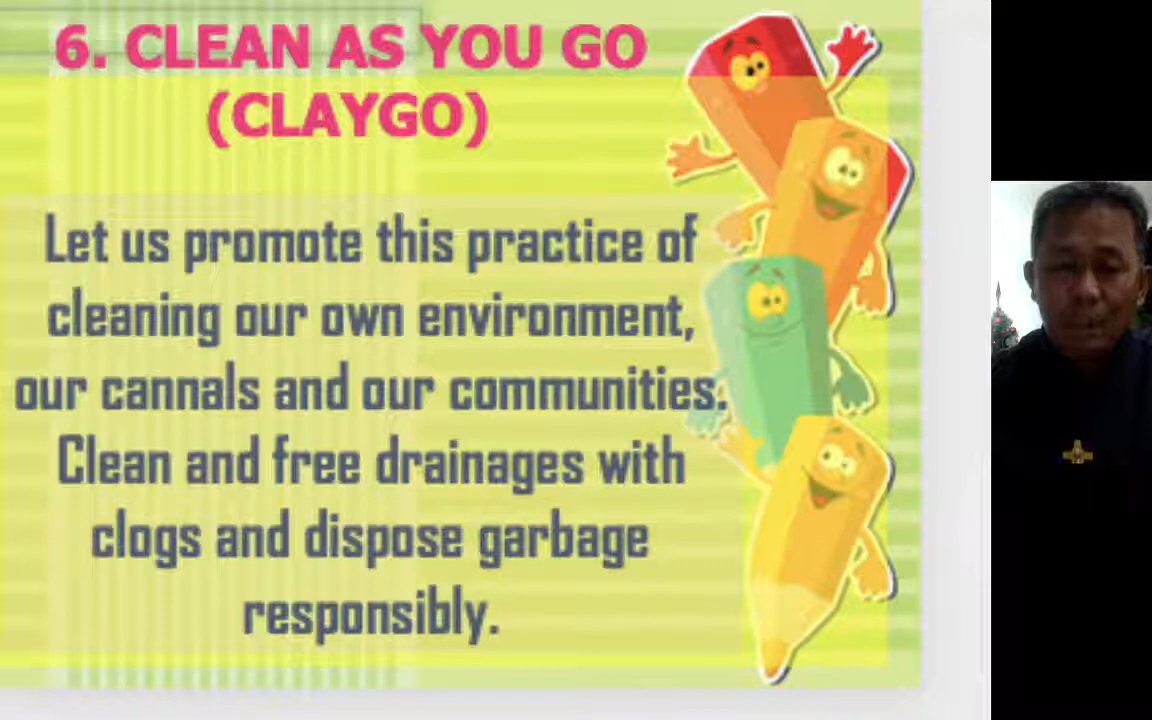 6. CLEAN AS YOU GO
(CLAYGO)
Let us promote this practice of
cleaning our own environment,
our cannals and our communities.
Clean and free drainages with
clogs and dispose garbage
responsibly.